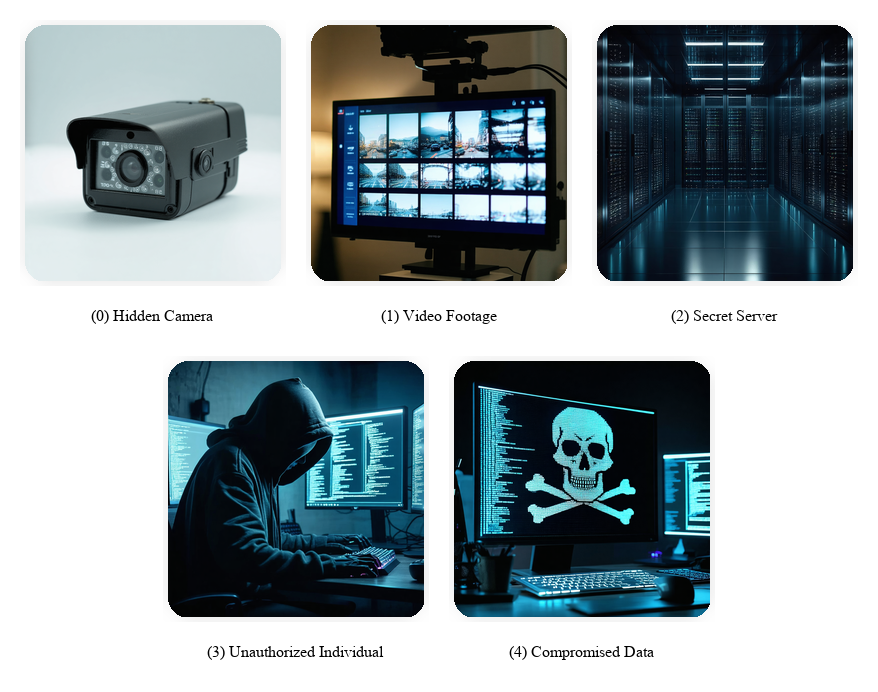 (0) Hidden Camera
(1) Video Footage
(2) Secret Server
(3) Unauthorized Individual
(4) Compromised Data